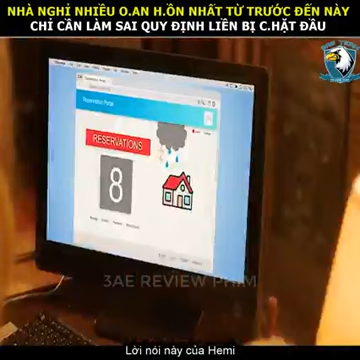 NHÀ NGHỈ NHIỀU O.AN H.ỒN NHẤT TỪ TRƯỚC ĐẾN NÀY
CHỈ CẦN LÀM SAI QUY ĐỊNH LIỀN BỊ C.HẶT ĐẦU
Reservation Portal
RESERVATIONS
8
3AE REVIEW PHIM
Lời nói này của Hemi